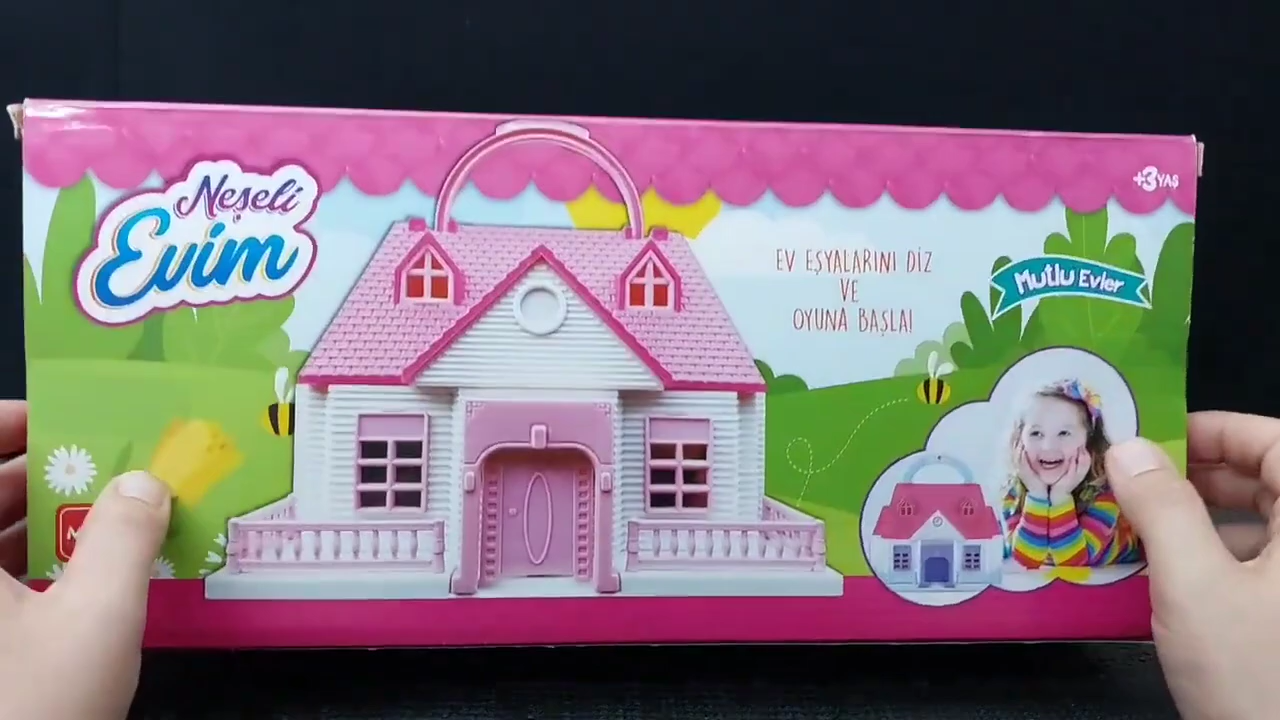 Neşeli
Evim
+3 YAŞ
EV EŞYALARINI DİZ
VE
OYUNA BAŞLA!
Mutlu Evler